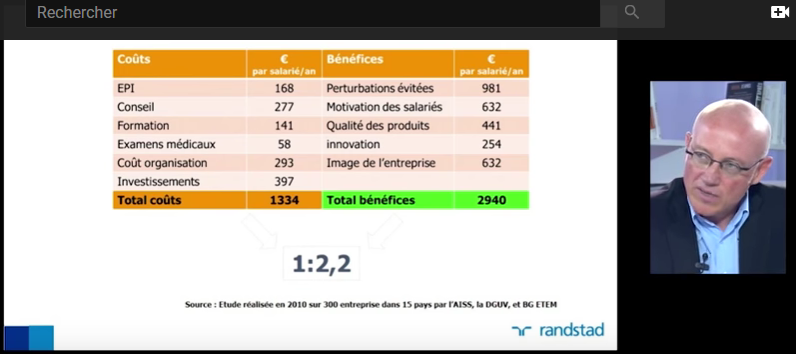 Rechercher
Coûts € par salarié/an Bénéfices € par salarié/an
EPI 168 Perturbations évitées 981
Conseil 277 Motivation des salariés 632
Formation 141 Qualité des produits 441
Examens médicaux 58 innovation 254
Coût organisation 293 Image de l'entreprise 632
Investissements 397
Total coûts 1334 Total bénéfices 2940
1:2,2
Source : Etude réalisée en 2010 sur 300 entreprise dans 15 pays par l'AISS, la DGUV, et BG ETEM
randstad